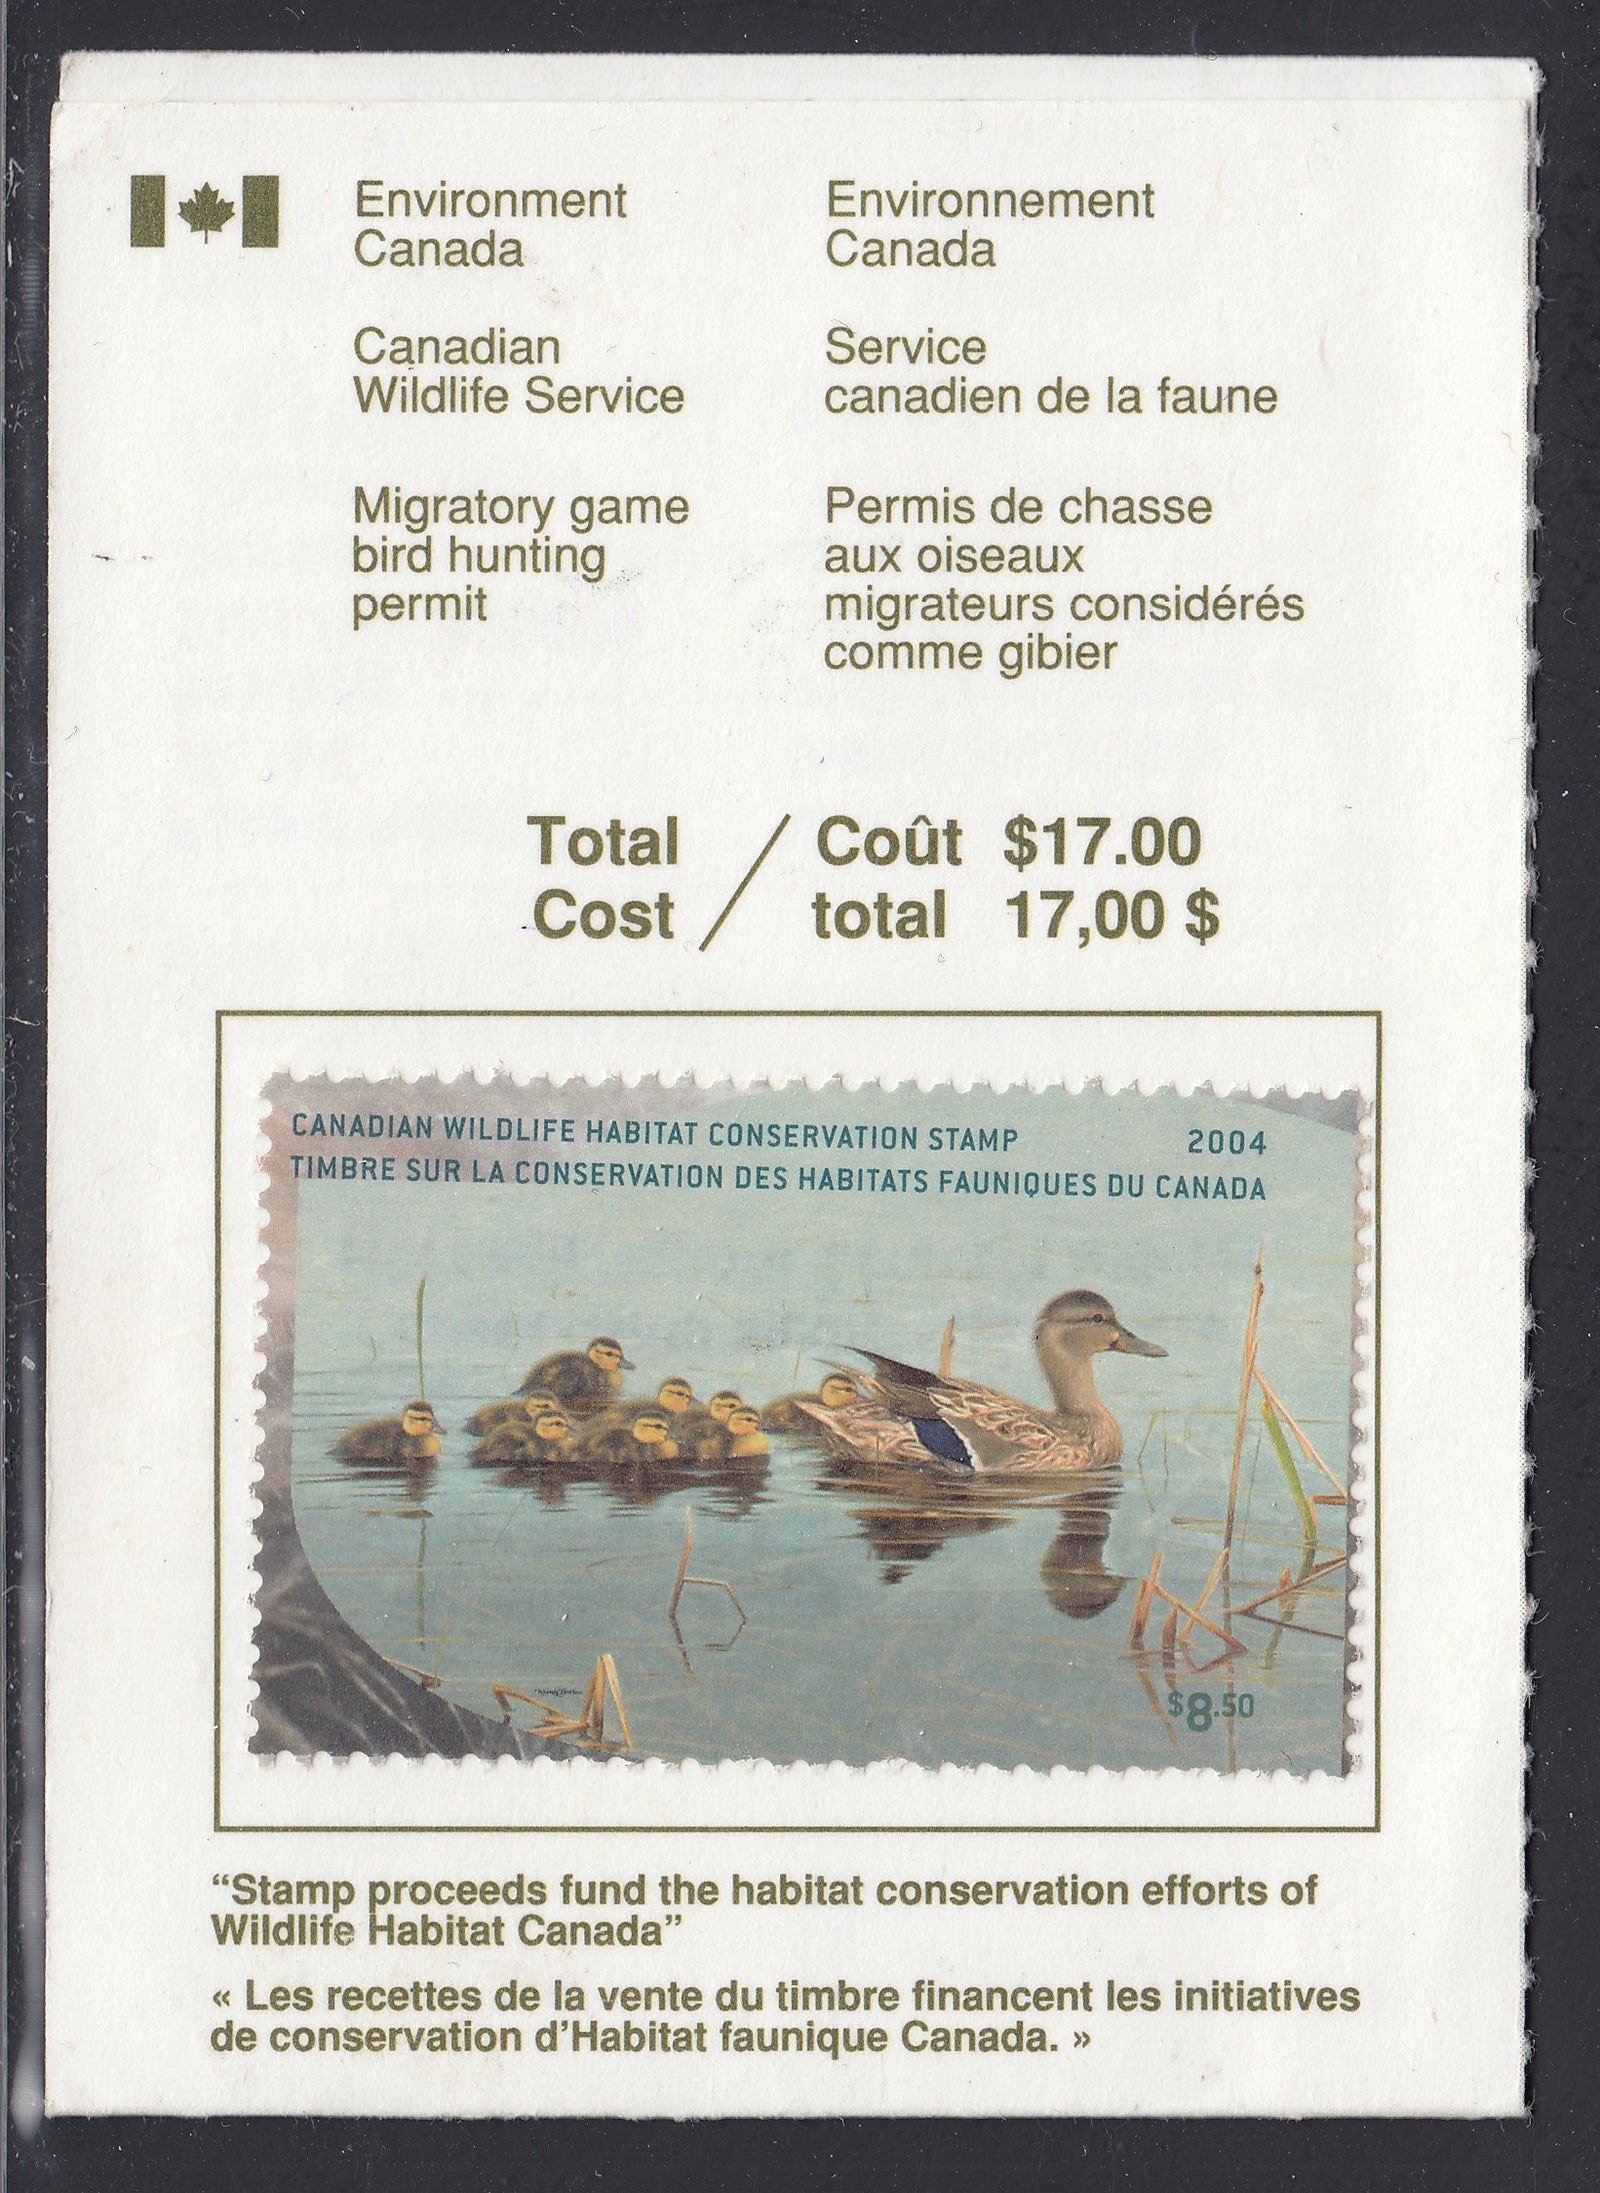 Environment
Canada
Environnement
Canada
Canadian
Wildlife Service
Service
canadien de la faune
Migratory game
bird hunting
permit
Permis de chasse
aux oiseaux
migrateurs considérés
comme gibier
Total
Cost
/
Coût $17.00
total 17,00 $
CANADIAN WILDLIFE HABITAT CONSERVATION STAMP 2004
TIMBRE SUR LA CONSERVATION DES HABITATS FAUNIQUES DU CANADA
$8.50
“Stamp proceeds fund the habitat conservation efforts of
Wildlife Habitat Canada”
« Les recettes de la vente du timbre financent les initiatives
de conservation d’Habitat faunique Canada. »